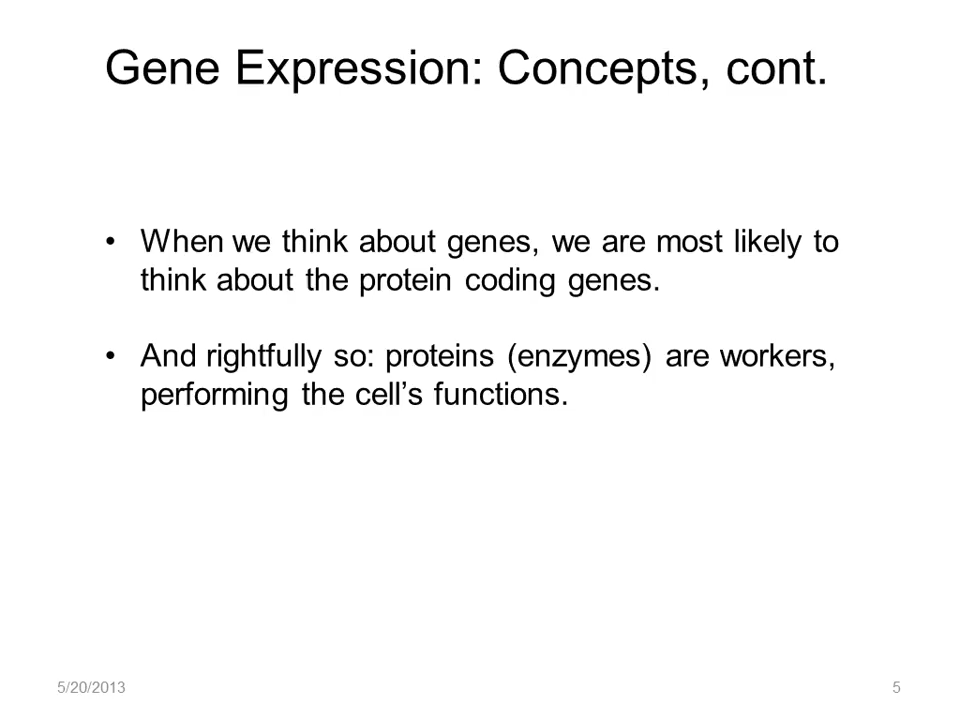 Gene Expression: Concepts, cont.
• When we think about genes, we are most likely to
think about the protein coding genes.
• And rightfully so: proteins (enzymes) are workers,
performing the cell’s functions.
5/20/2013
5